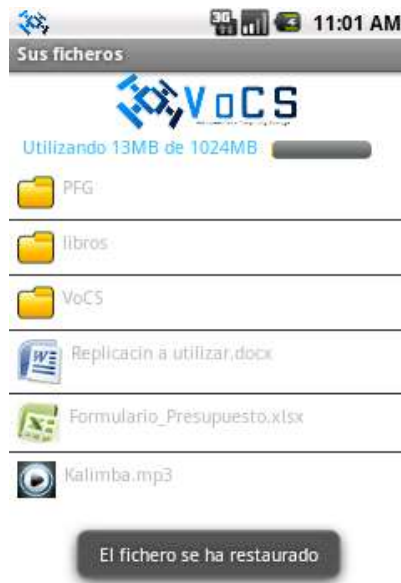 3G 11:01 AM
Sus ficheros
VoCS
Utilizando 13MB de 1024MB
PFG
libros
VoCS
Replicacin a utilizar.docx
Formulario_Presupuesto.xlsx
Kalimba.mp3
El fichero se ha restaurado